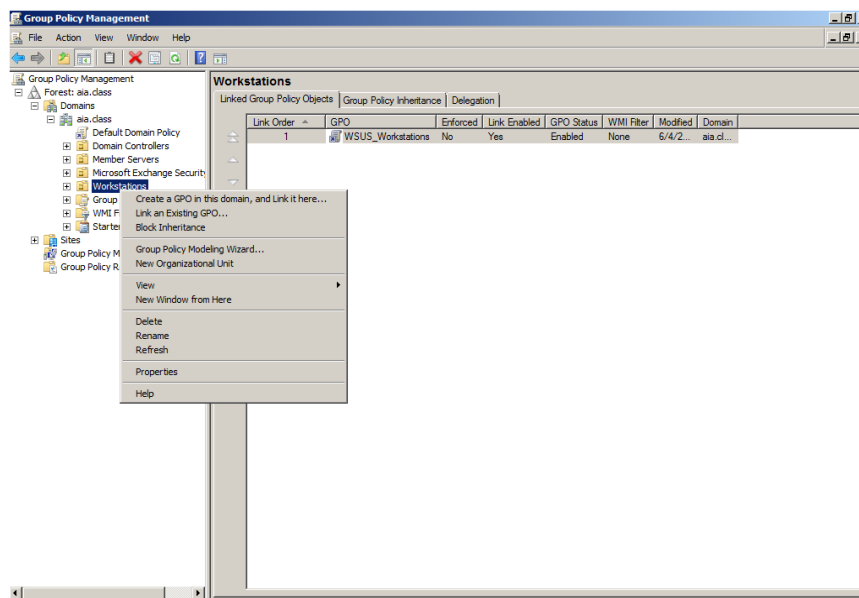 Group Policy Management
File Action View Window Help
Group Policy Management
Forest: aia.class
Domains
aia.class
Default Domain Policy
Domain Controllers
Member Servers
Microsoft Exchange Securit
Workstations
Group
WMI F
Starte
Sites
Group Policy M
Group Policy R
Create a GPO in this domain, and Link it here...
Link an Existing GPO...
Block Inheritance
Group Policy Modeling Wizard...
New Organizational Unit
View
New Window from Here
Delete
Rename
Refresh
Properties
Help
Workstations
Linked Group Policy Objects Group Policy Inheritance Delegation
Link Order GPO Enforced Link Enabled GPO Status WMI Filter Modified Domain
1 WSUS_Workstations No Yes Enabled None 6/4/2... aia.cl...